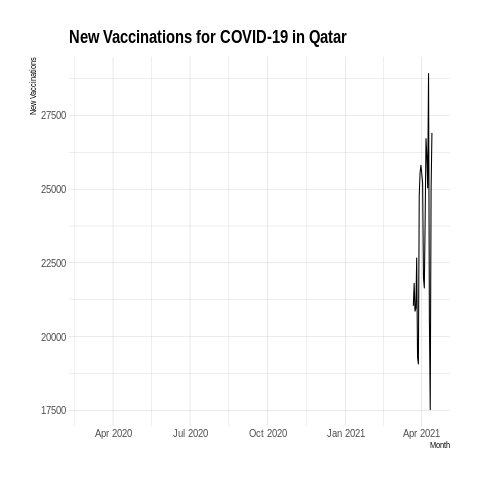 New Vaccinations for COVID-19 in Qatar
New Vaccinations
27500
25000
22500
20000
17500
Apr 2020 Jul 2020 Oct 2020 Jan 2021 Apr 2021
Month